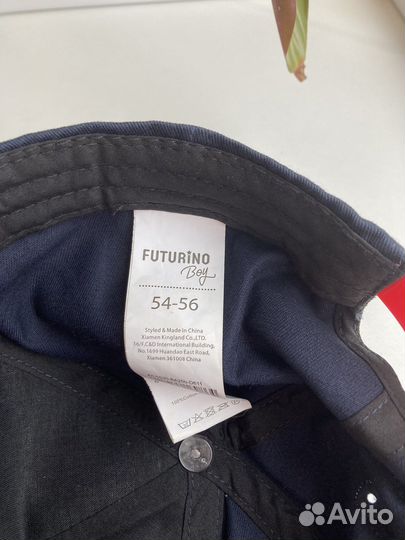 FUTURiNO
Boy
54-56
Styled & Made In China
Xiamen Kingland Co.,LTD.
16/F,C&D International Building,
No.1699 Huandao East Road,
Xiamen.361008 China
100%Cotton
Avito